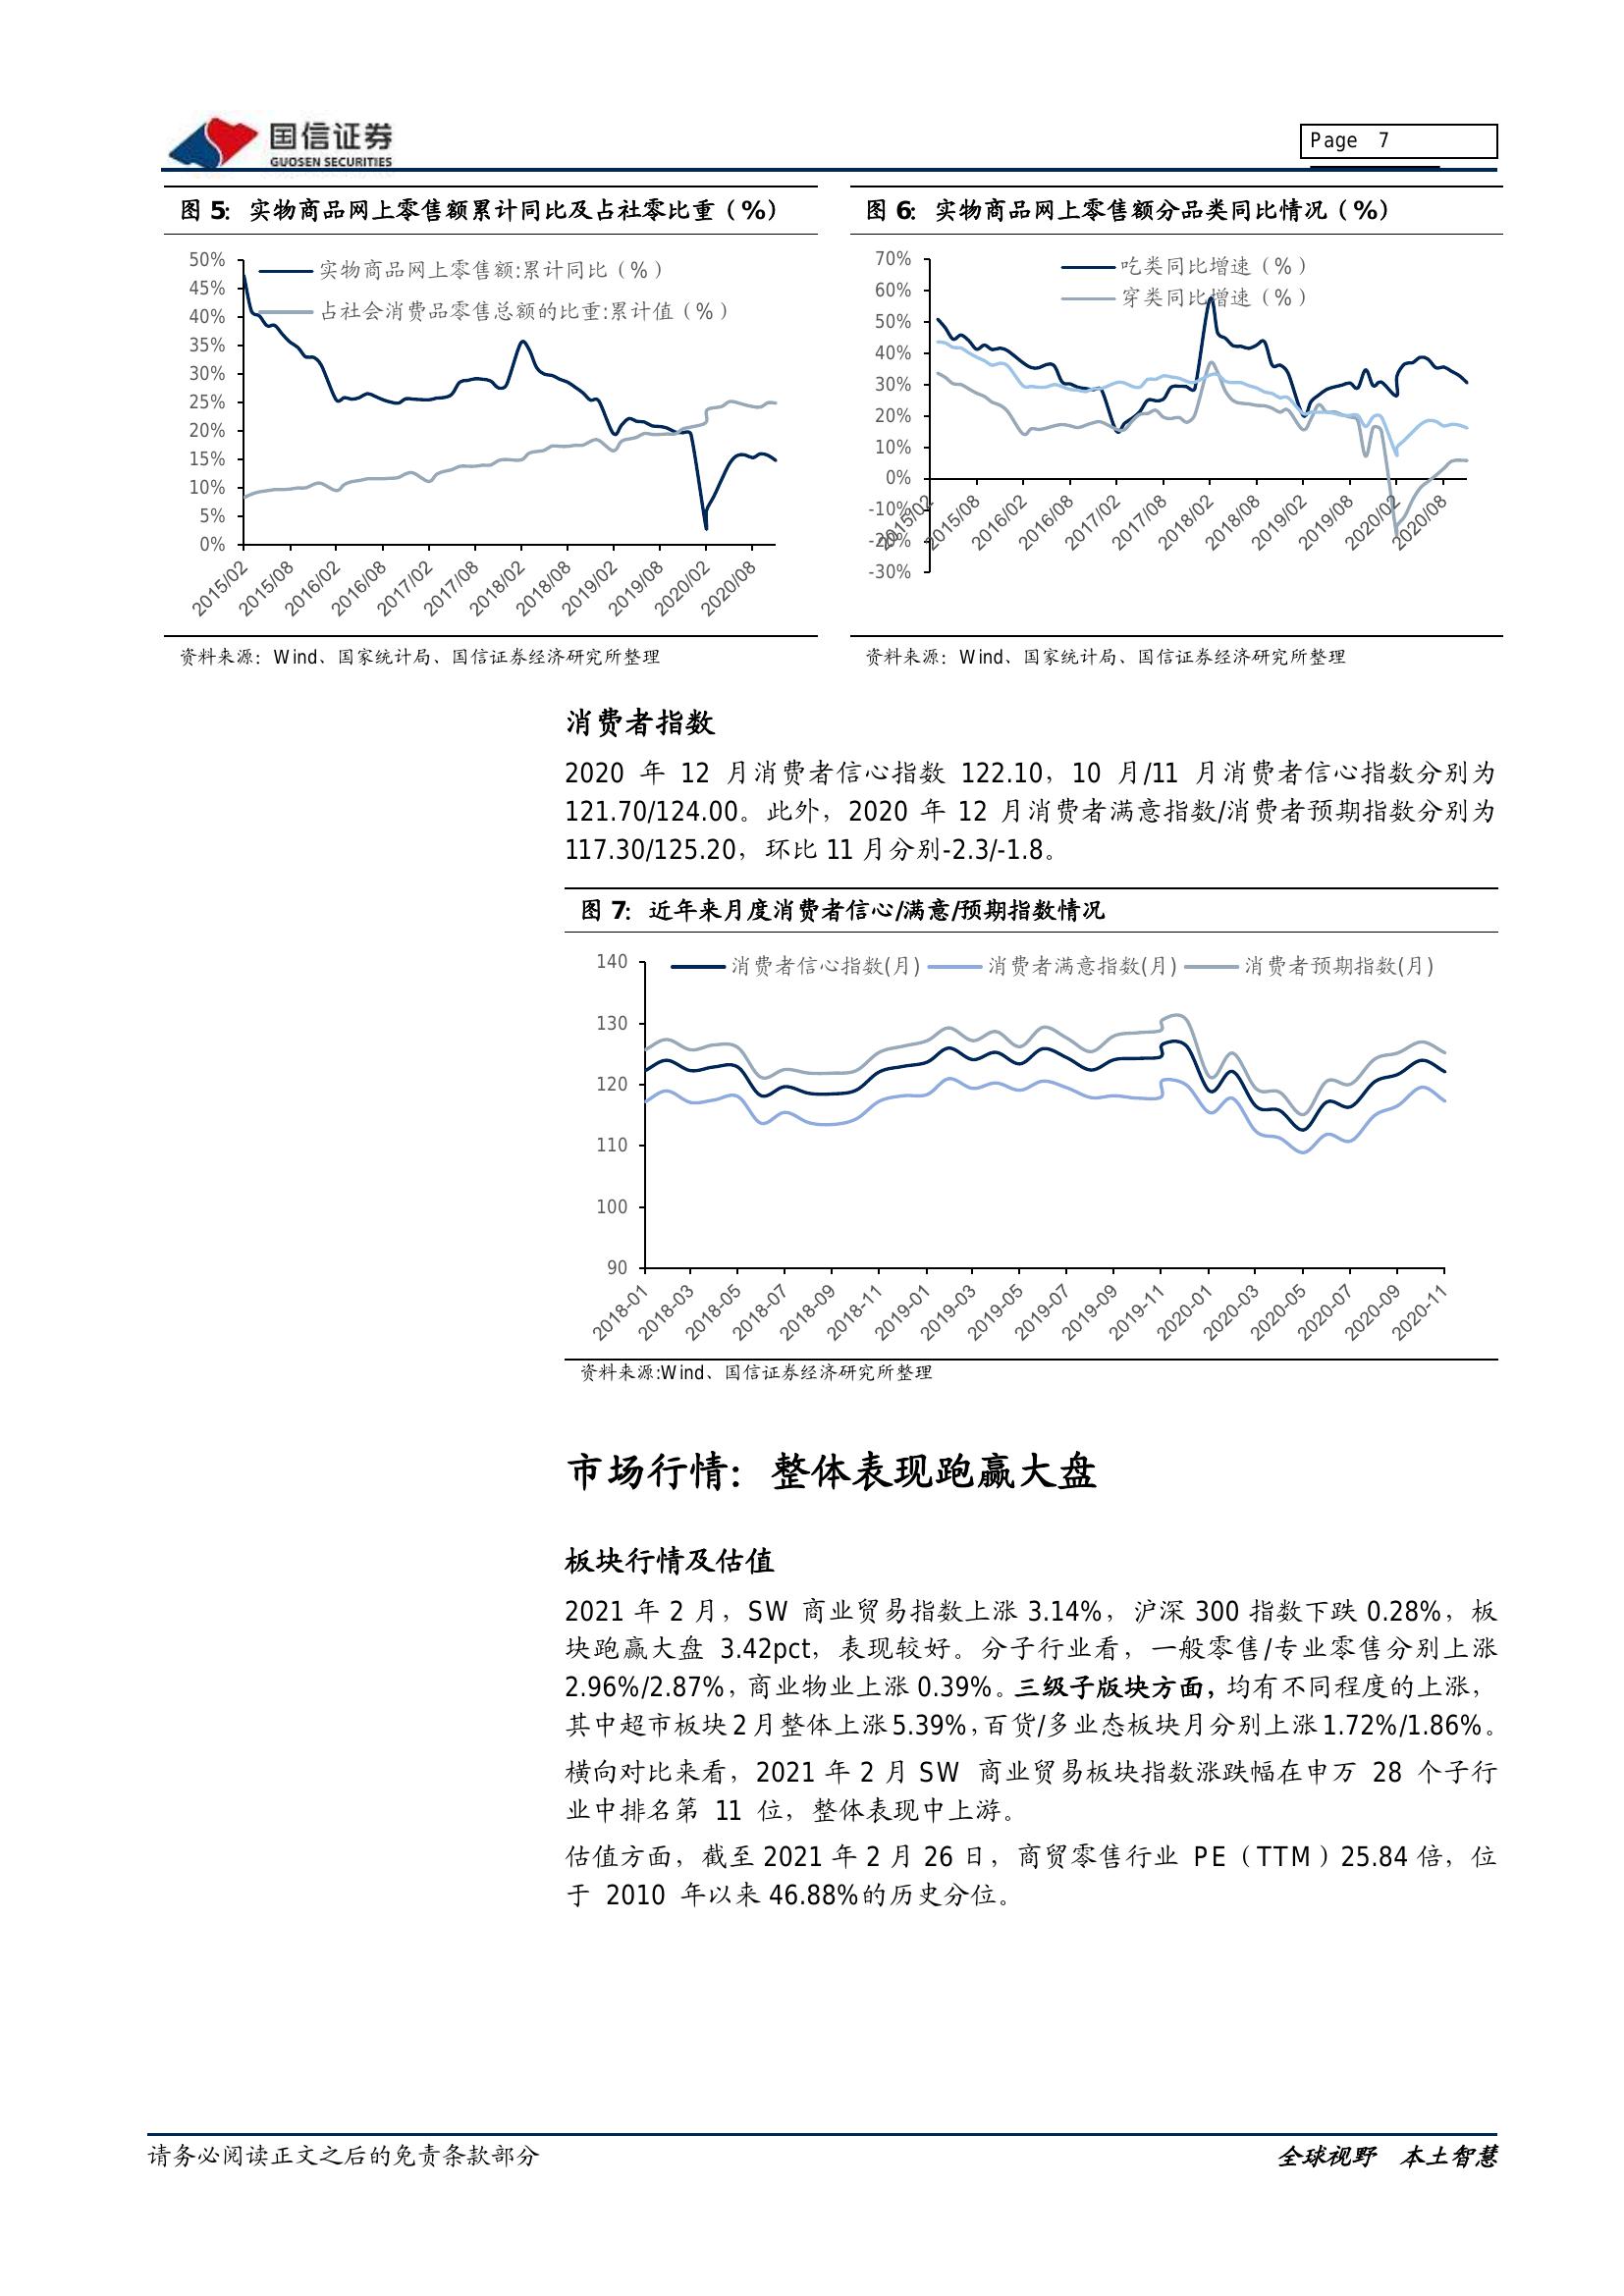 国信证券
GUOSEN SECURITIES
Page 7
图 5：实物商品网上零售额累计同比及占社零比重（%）
50%
45%
40%
35%
30%
25%
20%
15%
10%
5%
0%
实物商品网上零售额:累计同比（%）
占社会消费品零售总额的比重:累计值（%）
2015/02
2015/08
2016/02
2016/08
2017/02
2017/08
2018/02
2018/08
2019/02
2019/08
2020/02
2020/08
资料来源：Wind、国家统计局、国信证券经济研究所整理
图 6：实物商品网上零售额分品类同比情况（%）
70%
60%
50%
40%
30%
20%
10%
0%
-10%
-20%
-30%
吃类同比增速（%）
穿类同比增速（%）
2015/02
2015/08
2016/02
2016/08
2017/02
2017/08
2018/02
2018/08
2019/02
2019/08
2020/02
2020/08
资料来源：Wind、国家统计局、国信证券经济研究所整理
消费者指数
2020 年 12 月消费者信心指数 122.10，10 月/11 月消费者信心指数分别为
121.70/124.00。此外，2020 年 12 月消费者满意指数/消费者预期指数分别为
117.30/125.20，环比 11 月分别-2.3/-1.8。
图 7：近年来月度消费者信心/满意/预期指数情况
140
130
120
110
100
90
消费者信心指数(月)
消费者满意指数(月)
消费者预期指数(月)
2018-01
2018-03
2018-05
2018-07
2018-09
2018-11
2019-01
2019-03
2019-05
2019-07
2019-09
2019-11
2020-01
2020-03
2020-05
2020-07
2020-09
2020-11
资料来源:Wind、国信证券经济研究所整理
市场行情：整体表现跑赢大盘
板块行情及估值
2021 年 2 月，SW 商业贸易指数上涨 3.14%，沪深 300 指数下跌 0.28%，板
块跑赢大盘 3.42pct，表现较好。分子行业看，一般零售/专业零售分别上涨
2.96%/2.87%，商业物业上涨 0.39%。三级子版块方面，均有不同程度的上涨，
其中超市板块 2 月整体上涨 5.39%，百货/多业态板块月分别上涨 1.72%/1.86%。
横向对比来看，2021 年 2 月 SW 商业贸易板块指数涨跌幅在申万 28 个子行
业中排名第 11 位，整体表现中上游。
估值方面，截至 2021 年 2 月 26 日，商贸零售行业 PE（TTM）25.84 倍，位
于 2010 年以来 46.88%的历史分位。
请务必阅读正文之后的免责条款部分
全球视野 本土智慧